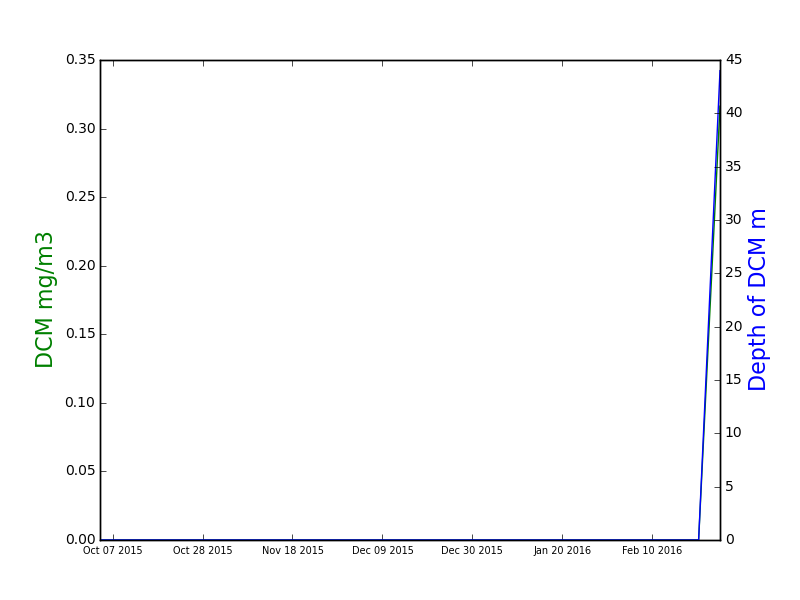 0.35
0.30
0.25
0.20
0.15
0.10
0.05
0.00
DCM mg/m3
45
40
35
30
25
20
15
10
5
0
Depth of DCM m
Oct 07 2015
Oct 28 2015
Nov 18 2015
Dec 09 2015
Dec 30 2015
Jan 20 2016
Feb 10 2016